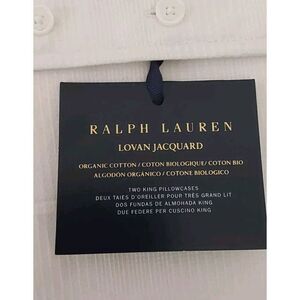 RALPH LAUREN
LOVAN JACQUARD
ORGANIC COTTON / COTON BIOLOGIQUE / COTON BIO
ALGODÓN ORGÁNICO / COTONE BIOLOGICO
TWO KING PILLOWCASES
DEUX TAIES D'OREILLER POUR TRÈS GRAND LIT
DOS FUNDAS DE ALMOHADA KING
DUE FEDERE PER CUSCINO KING